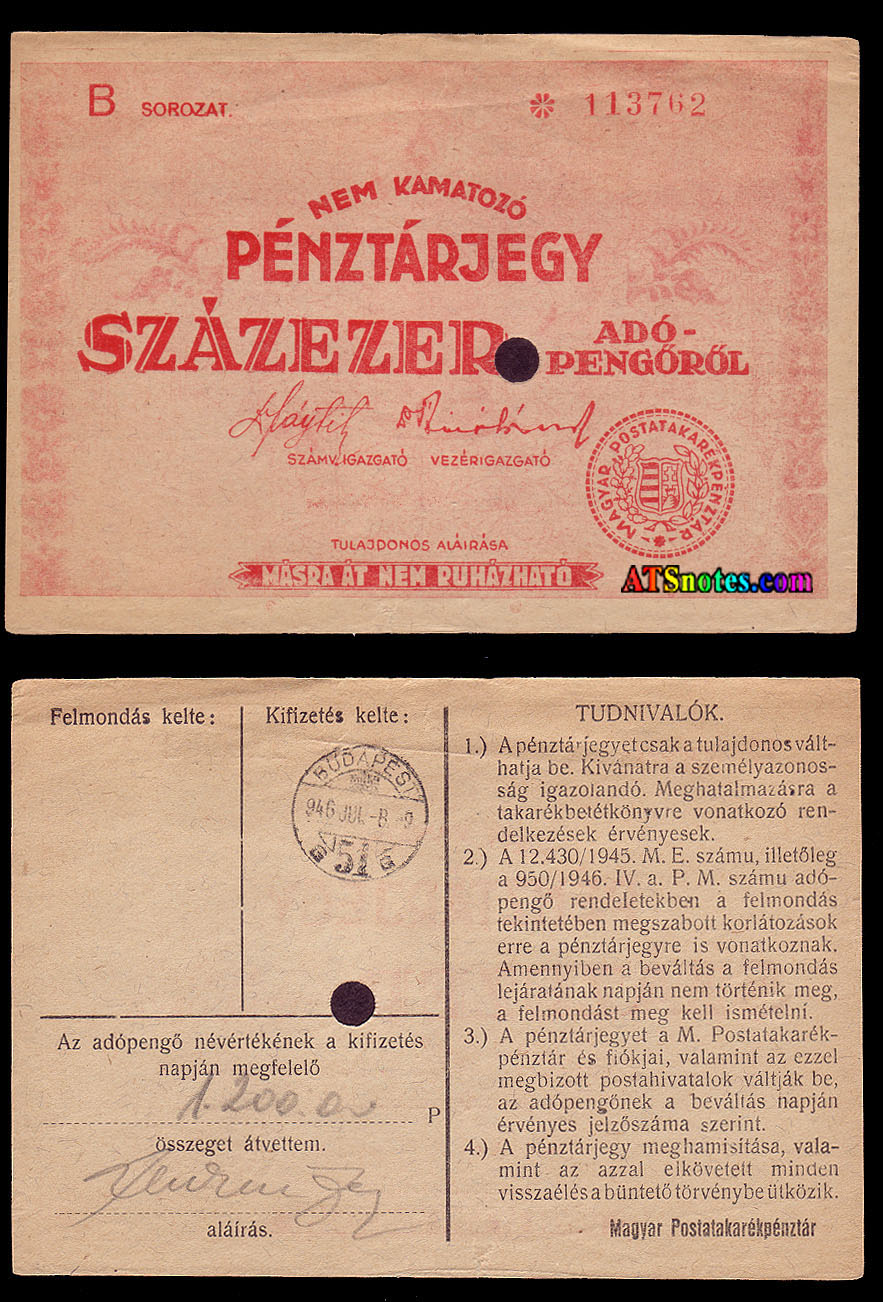 B SOROZAT.
113762
NEM KAMATOZÓ
PÉNZTÁRJEGY
SZÁZEZER ADÓ-
PENGŐRŐL
SZÁMV. IGAZGATÓ VEZÉRIGAZGATÓ
MAGYAR POSTATAKARÉKPÉNZTÁR
TULAJDONOS ALÁIRÁSA
MÁSRA ÁT NEM RUHÁZHATÓ
ATSnotes.com
Felmondás kelte:
Kifizetés kelte:
BUDAPEST
946 JUL -8
51
Az adópengő névértékének a kifizetés
napján megfelelő
1.200.000 P
összeget átvettem.
aláírás.
TUDNIVALÓK.
1.) A pénztárjegyet csak a tulajdonos vált-
hatja be. Kivánatra a személyazonos-
ság igazolandó. Meghatalmazásra a
takarékbetétkönyvre vonatkozó ren-
delkezések érvényesek.
2.) A 12.430/1945. M. E. számu, illetőleg
a 950/1946. IV. a. P. M. számu adó-
pengő rendeletekben a felmondás
tekintetében megszabott korlátozások
erre a pénztárjegyre is vonatkoznak.
Amennyiben a beváltás a felmondás
lejáratának napján nem történik meg,
a felmondást meg kell ismételni.
3.) A pénztárjegyet a M. Postatakarék-
pénztár és fiókjai, valamint az ezzel
megbizott postahivatalok váltják be,
az adópengőnek a beváltás napján
érvényes jelzőszáma szerint.
4.) A pénztárjegy meghamisitása, vala-
mint az azzal elkövetett minden
visszaélés a büntető törvénybe ütközik.
Magyar Postatakarékpénztár